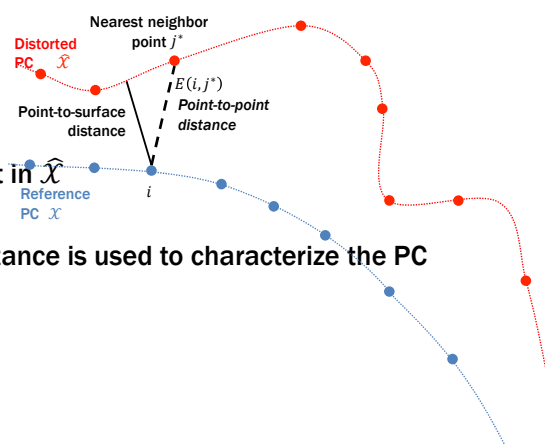 Nearest neighbor
point j*
Distorted
PC X̂
E(i, j*)
Point-to-point
distance
Point-to-surface
distance
in X̂
Reference
PC X
i
is used to characterize the PC